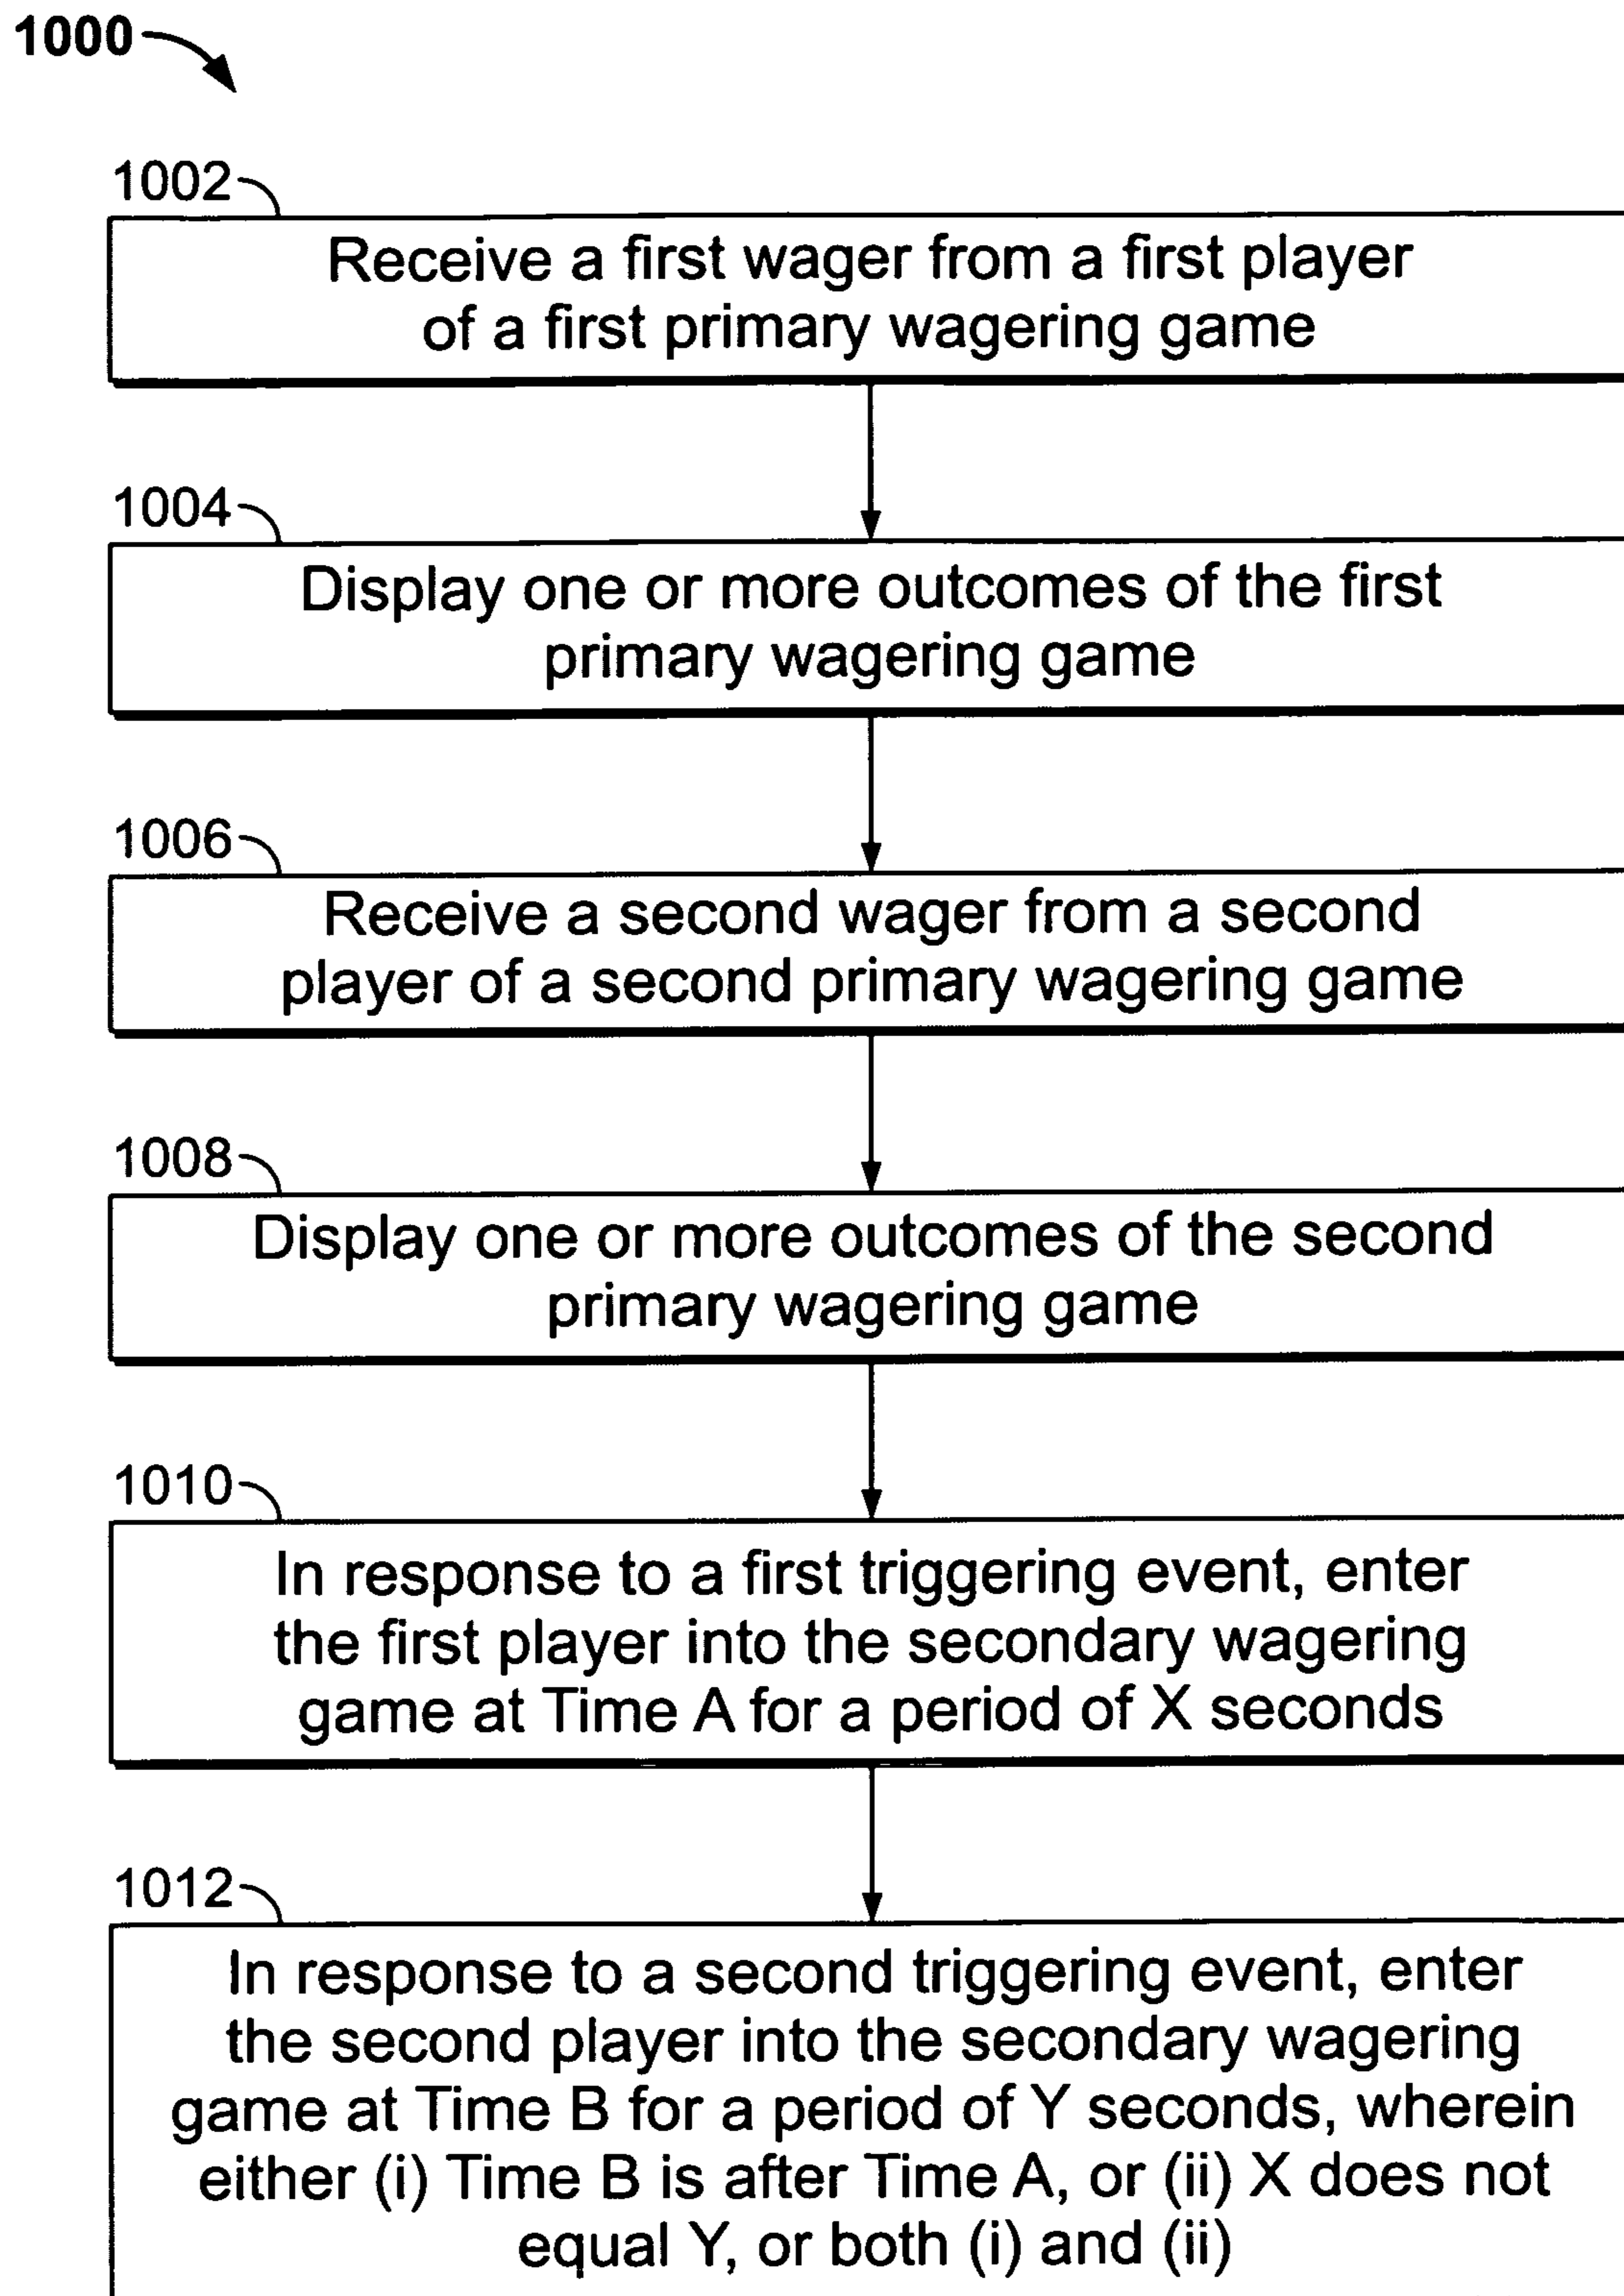 1000
1002
Receive a first wager from a first player
of a first primary wagering game
1004
Display one or more outcomes of the first
primary wagering game
1006
Receive a second wager from a second
player of a second primary wagering game
1008
Display one or more outcomes of the second
primary wagering game
1010
In response to a first triggering event, enter
the first player into the secondary wagering
game at Time A for a period of X seconds
1012
In response to a second triggering event, enter
the second player into the secondary wagering
game at Time B for a period of Y seconds, wherein
either (i) Time B is after Time A, or (ii) X does not
equal Y, or both (i) and (ii)